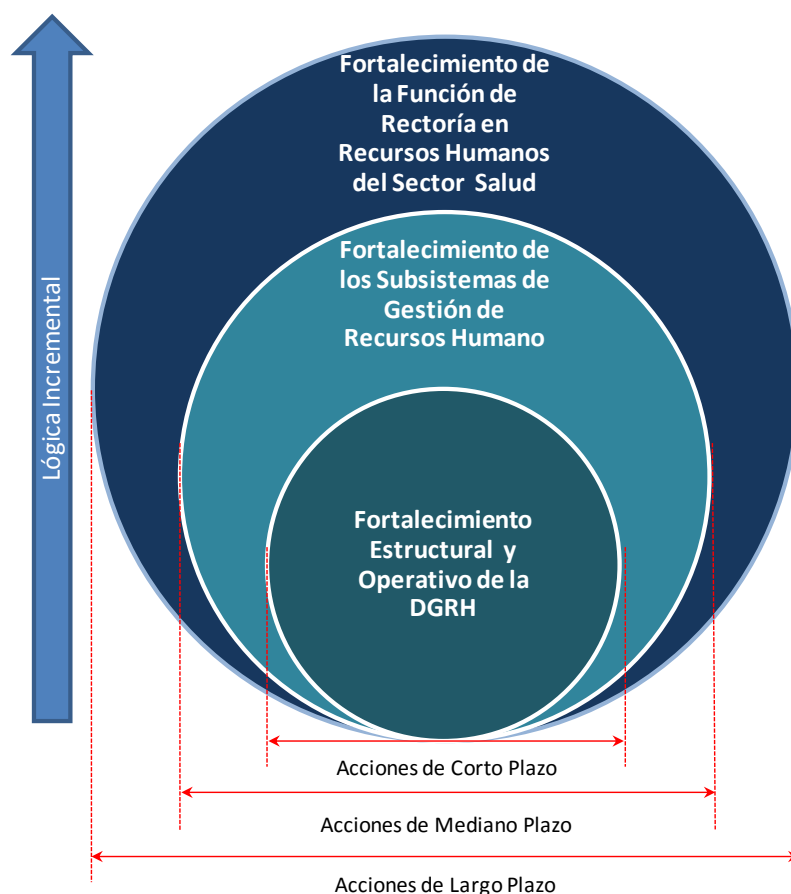 Fortalecimiento de
la Función de
Rectoría en
Recursos Humanos
del Sector Salud
Fortalecimiento de
los Subsistemas de
Gestión de
Recursos Humano
Fortalecimiento
Estructural y
Operativo de la
DGRH
Lógica Incremental
Acciones de Corto Plazo
Acciones de Mediano Plazo
Acciones de Largo Plazo